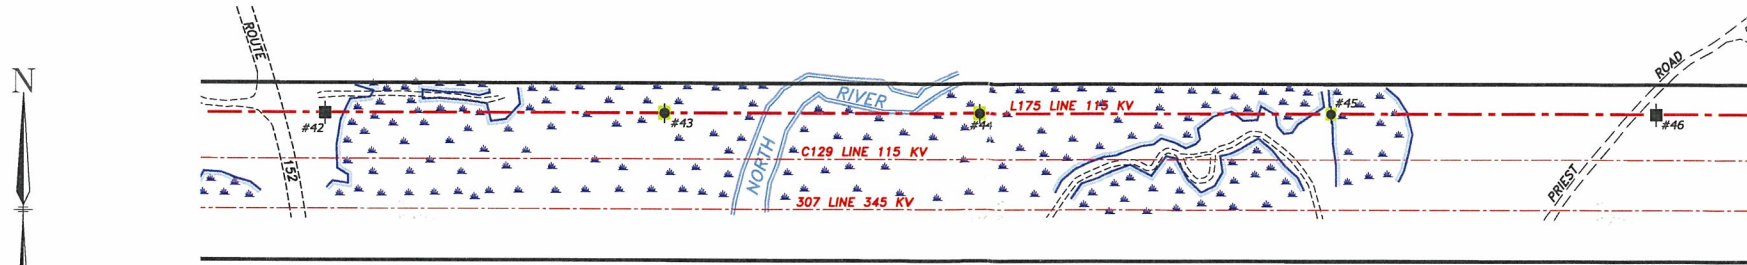 N
ROUTE
152
#42
#43
NORTH
RIVER
#44
L175 LINE 115 KV
C129 LINE 115 KV
307 LINE 345 KV
#45
PRIEST
ROAD
#46